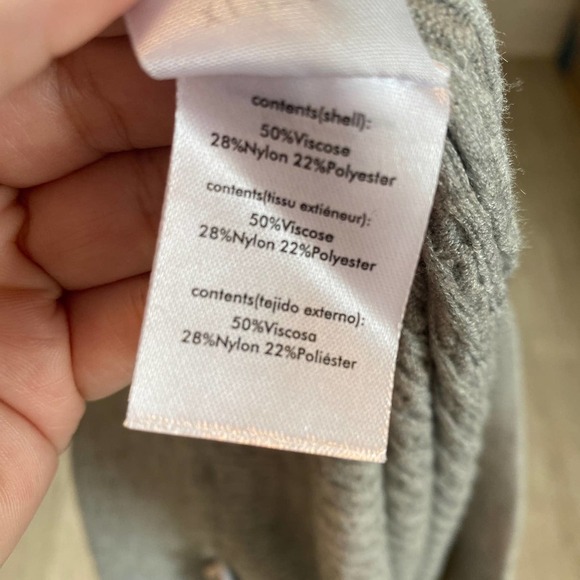 contents(shell):
50%Viscose
28%Nylon 22%Polyester
contents(tissu extiéneur):
50%Viscose
28%Nylon 22%Polyester
contents(tejido externo):
50%Viscosa
28%Nylon 22%Poliéster